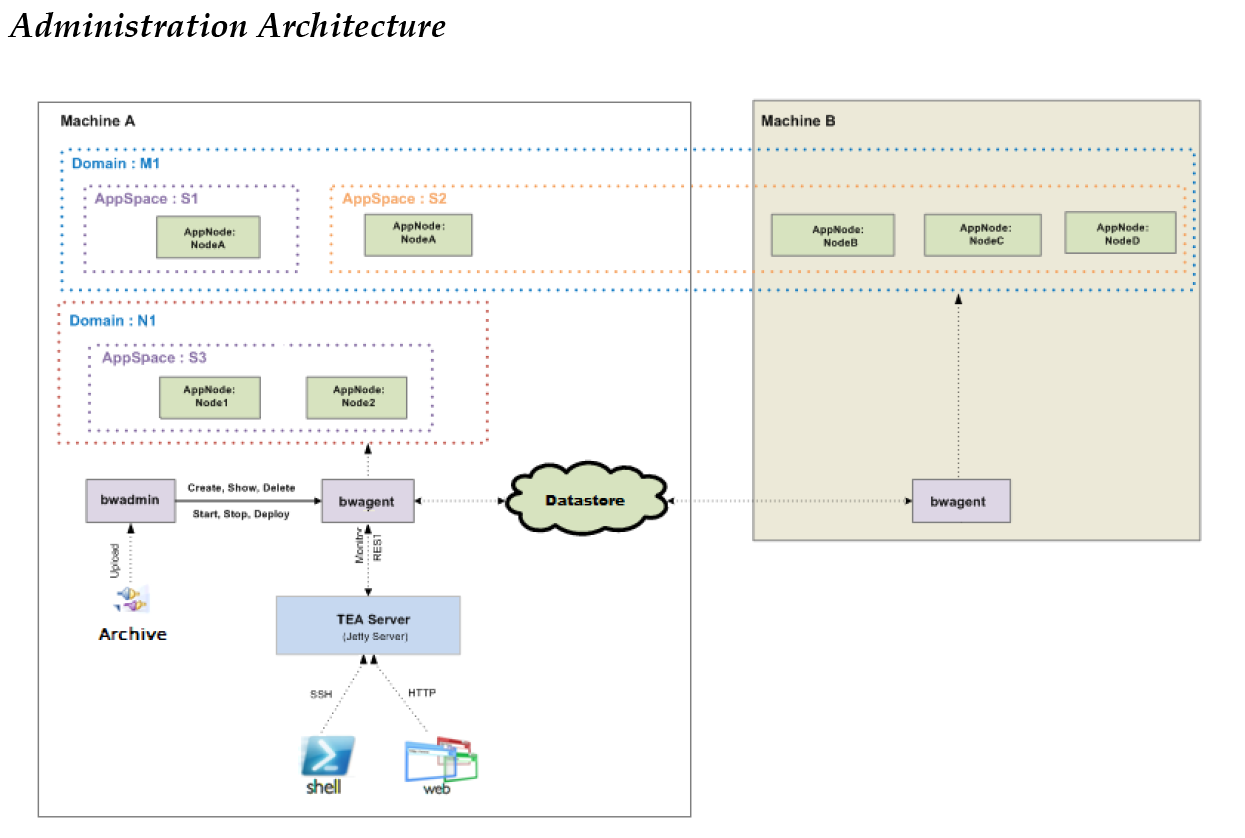 Administration Architecture
Machine A
Machine B
Domain : M1
AppSpace : S1
AppSpace : S2
AppNode:
NodeA
AppNode:
NodeA
AppNode:
NodeB
AppNode:
NodeC
AppNode:
NodeD
Domain : N1
AppSpace : S3
AppNode:
Node1
AppNode:
Node2
bwadmin
Create, Show, Delete
Start, Stop, Deploy
bwagent
Datastore
bwagent
Upload
Monitor
REST
Archive
TEA Server
(Jetty Server)
SSH
HTTP
shell
web